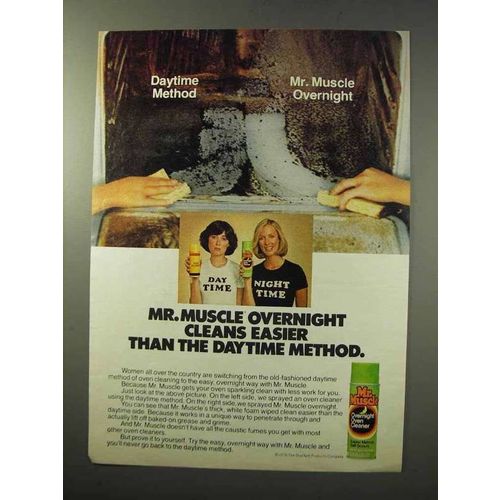 Daytime
Method
Mr. Muscle
Overnight
DAY
TIME
NIGHT
TIME
MR. MUSCLE OVERNIGHT
CLEANS EASIER
THAN THE DAYTIME METHOD.
Women all over the country are switching from the old-fashioned daytime
method of oven cleaning to the easy, overnight way with Mr. Muscle.
Because Mr. Muscle gets your oven sparkling clean with less work for you.
Just look at the above picture. On the left side, we sprayed an oven cleaner
using the daytime method. On the right side, we sprayed Mr. Muscle overnight.
You can see that Mr. Muscle's thick, white foam wiped clean easier than the
daytime side. Because it works in a unique way to penetrate through and
actually lift off baked-on grease and grime.
And Mr. Muscle doesn't have all the caustic fumes you get with most
other oven cleaners.
But prove it to yourself. Try the easy, overnight way with Mr. Muscle and
you'll never go back to the daytime method.
Mr.
Muscle
Overnight
Oven
Cleaner